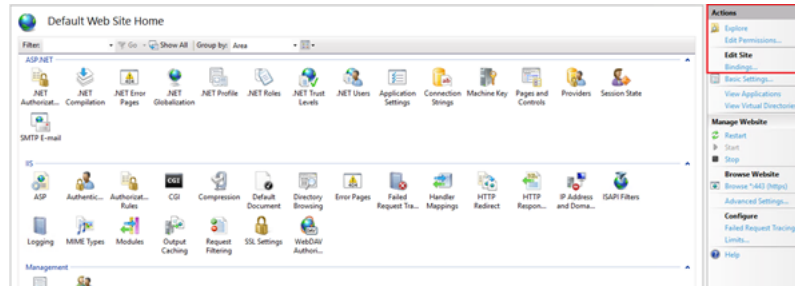 Default Web Site Home
Filter: Go Show All Group by: Area
ASP.NET
.NET Authorizat... Rules
.NET Compilation
.NET Error Pages
.NET Globalization
.NET Profile
.NET Roles
.NET Trust Levels
.NET Users
Application Settings
Connection Strings
Machine Key
Pages and Controls
Providers
Session State
SMTP E-mail
IIS
ASP
Authentic...
Authorizat... Rules
CGI
Compression
Default Document
Directory Browsing
Error Pages
Failed Request Tra...
Handler Mappings
HTTP Redirect
HTTP Respon...
IP Address and Doma...
ISAPI Filters
Logging
MIME Types
Modules
Output Caching
Request Filtering
SSL Settings
WebDAV Authori...
Management
Actions
Explore
Edit Permissions...
Edit Site
Bindings...
Basic Settings...
View Applications
View Virtual Directories
Manage Website
Restart
Start
Stop
Browse Website
Browse *:443 (https)
Advanced Settings...
Configure
Failed Request Tracing
Limits...
Help